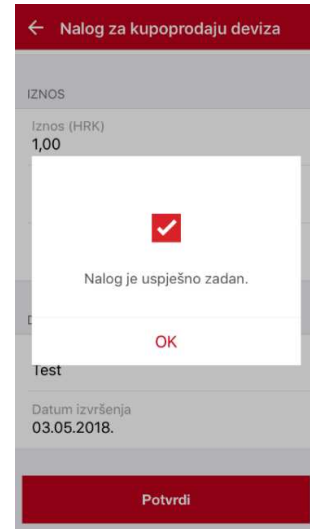 Nalog za kupoprodaju deviza
IZNOS
Iznos (HRK)
1,00
Nalog je uspješno zadan.
OK
Test
Datum izvršenja
03.05.2018.
Potvrdi